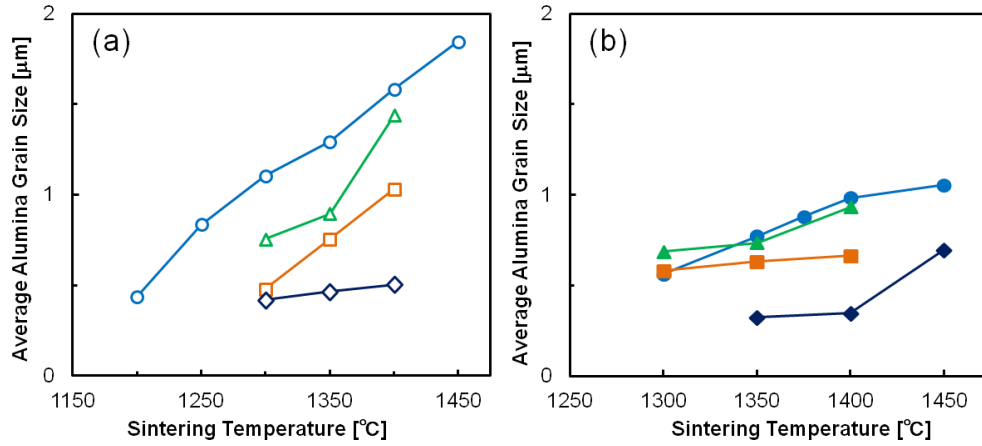 (a)
Average Alumina Grain Size [μm]
2
1
0
1150 1250 1350 1450
Sintering Temperature [°C]
(b)
Average Alumina Grain Size [μm]
2
1
0
1250 1300 1350 1400 1450
Sintering Temperature [°C]